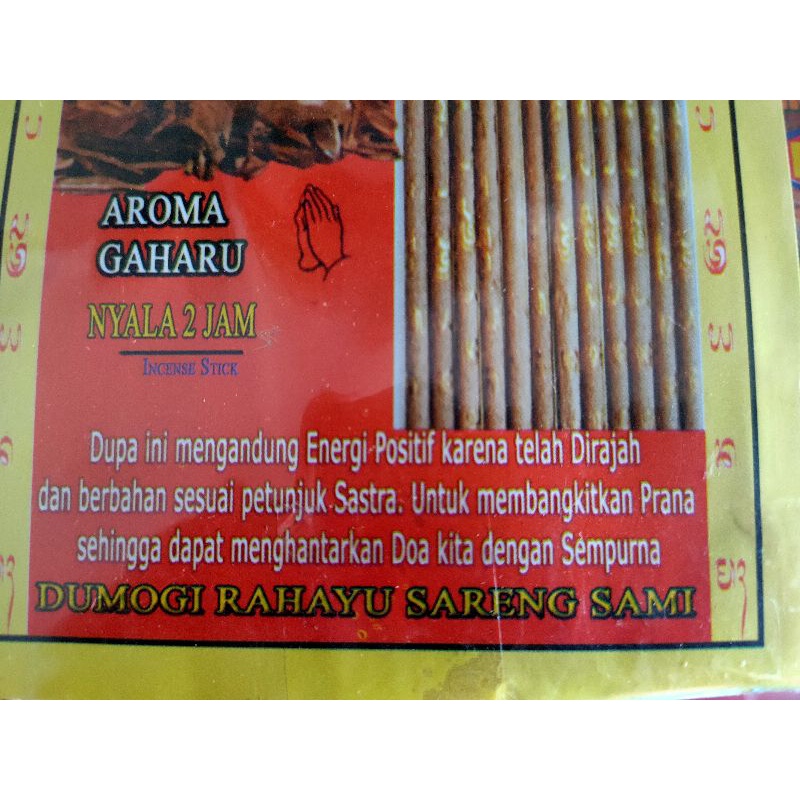 AROMA
GAHARU
NYALA 2 JAM
INCENSE STICK
Dupa ini mengandung Energi Positif karena telah Dirajah
dan berbahan sesuai petunjuk Sastra. Untuk membangkitkan Prana
sehingga dapat menghantarkan Doa kita dengan Sempurna
DUMOGI RAHAYU SARENG SAMI